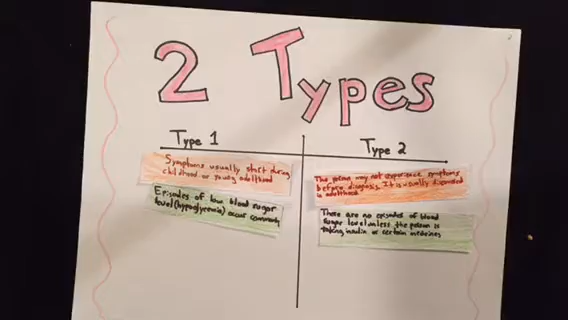 2 Types
Type 1
Symptoms usually start during
childhood or young adulthood
Episodes of low blood sugar
level (hypoglycemia) occur commonly
Type 2
The person may not experience symptoms
before diagnosis. It is usually discovered
in adulthood
There are no episodes of blood
sugar level unless the person is
taking insulin or certain medicines